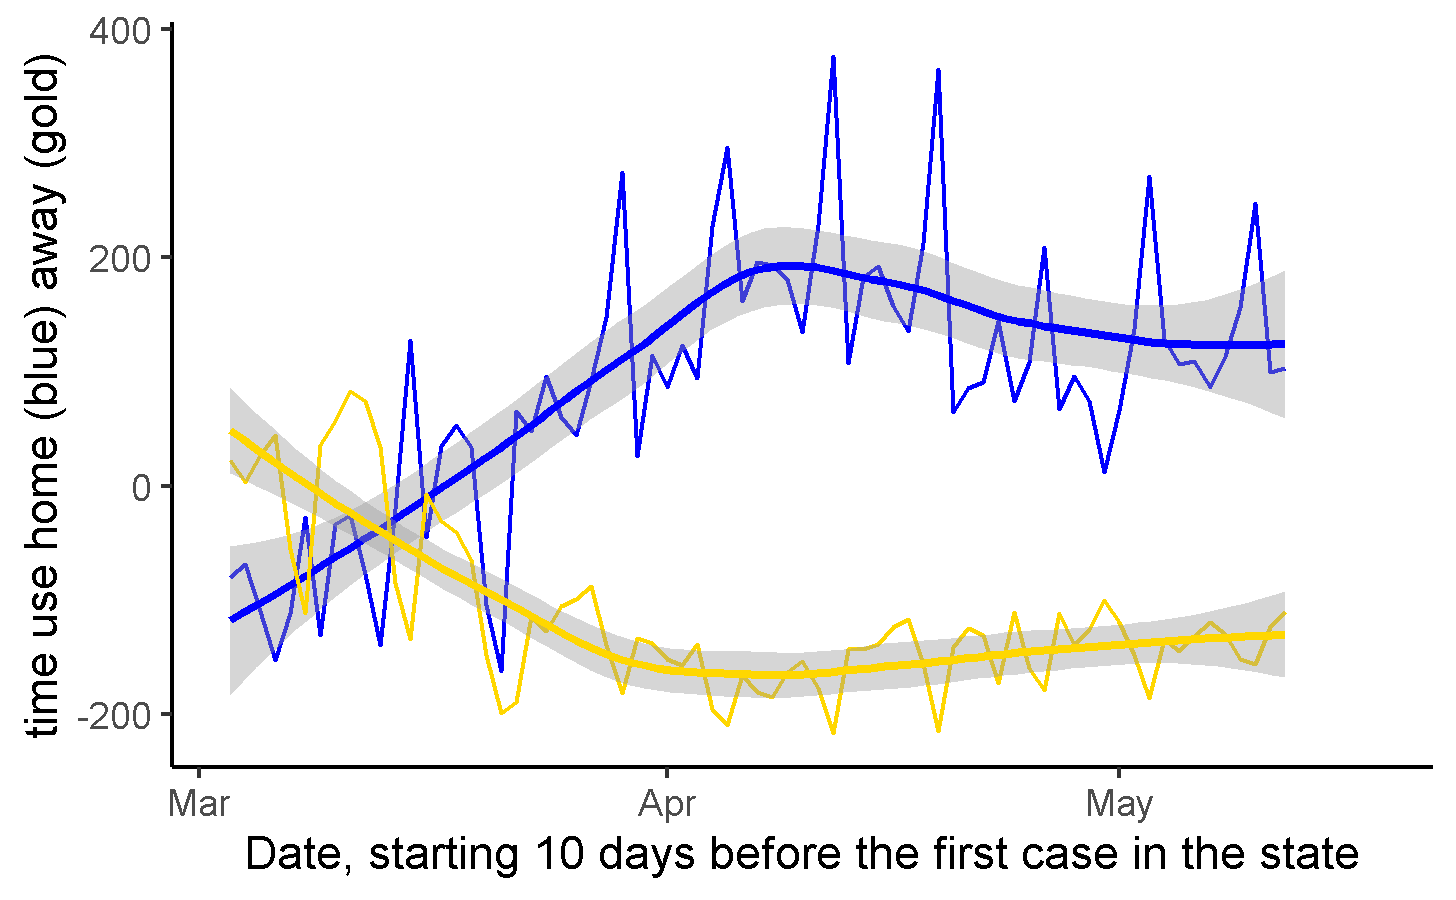 time use home (blue) away (gold)
400
200
0
-200
Mar
Apr
May
Date, starting 10 days before the first case in the state